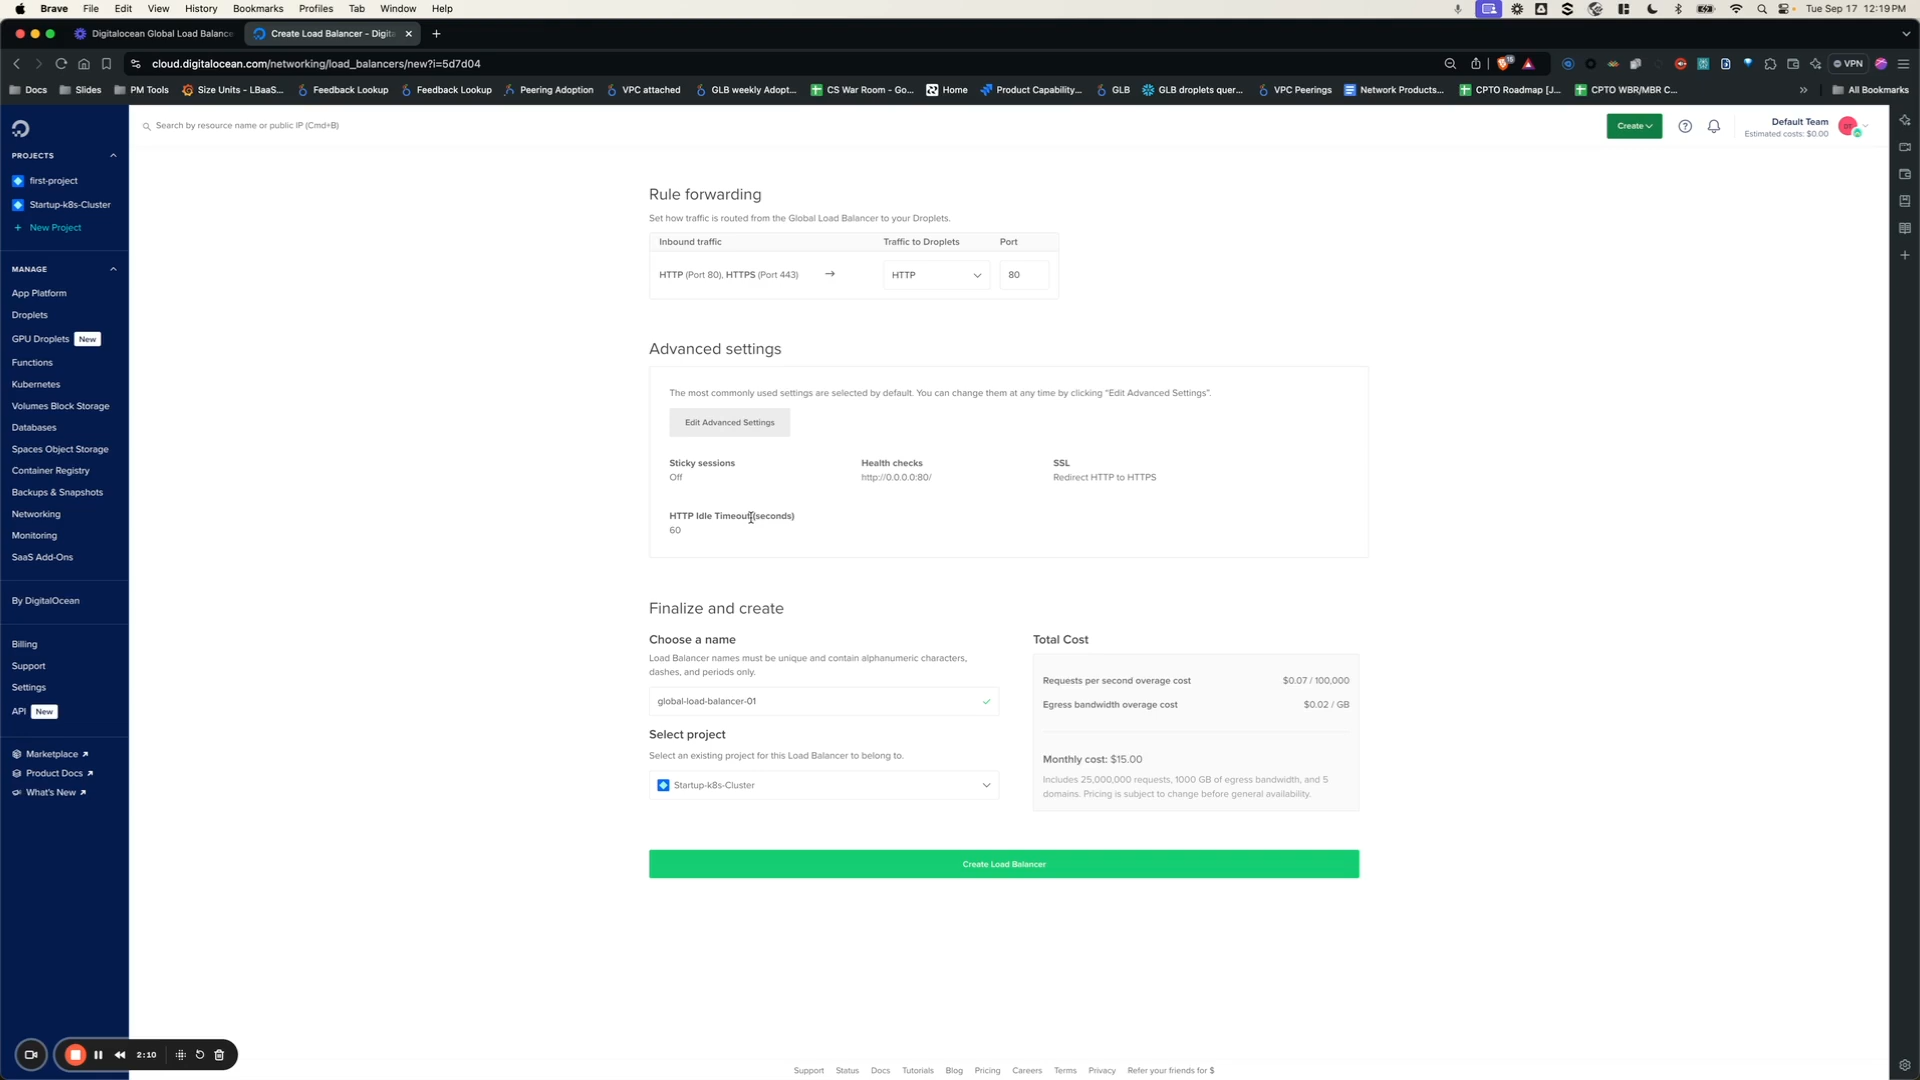 Brave File Edit View History Bookmarks Profiles Tab Window Help
Tue Sep 17 12:19 PM
Digitalocean Global Load Balance
Create Load Balancer - Digita
cloud.digitalocean.com/networking/load_balancers/new?i=5d7d04
VPN
Docs
Slides
PM Tools
Size Units - LBaaS...
Feedback Lookup
Feedback Lookup
Peering Adoption
VPC attached
GLB weekly Adopt...
CS War Room - Go...
Home
Product Capability...
GLB
GLB droplets quer...
VPC Peerings
Network Products...
CPTO Roadmap [J...
CPTO WBR/MBR C...
All Bookmarks
Search by resource name or public IP (Cmd+B)
Create
Default Team
Estimated costs: $0.00
PROJECTS
first-project
Startup-k8s-Cluster
+ New Project
MANAGE
App Platform
Droplets
GPU Droplets New
Functions
Kubernetes
Volumes Block Storage
Databases
Spaces Object Storage
Container Registry
Backups & Snapshots
Networking
Monitoring
SaaS Add-Ons
By DigitalOcean
Billing
Support
Settings
API New
Marketplace ↗
Product Docs ↗
What's New ↗
Rule forwarding
Set how traffic is routed from the Global Load Balancer to your Droplets.
Inbound traffic Traffic to Droplets Port
HTTP (Port 80), HTTPS (Port 443) → HTTP 80
Advanced settings
The most commonly used settings are selected by default. You can change them at any time by clicking "Edit Advanced Settings".
Edit Advanced Settings
Sticky sessions Health checks SSL
Off http://0.0.0.0:80/ Redirect HTTP to HTTPS
HTTP Idle Timeout(seconds)
60
Finalize and create
Choose a name
Load Balancer names must be unique and contain alphanumeric characters,
dashes, and periods only.
global-load-balancer-01
Select project
Select an existing project for this Load Balancer to belong to.
Startup-k8s-Cluster
Total Cost
Requests per second overage cost $0.07 / 100,000
Egress bandwidth overage cost $0.02 / GB
Monthly cost: $15.00
Includes 25,000,000 requests, 1000 GB of egress bandwidth, and 5
domains. Pricing is subject to change before general availability.
Create Load Balancer
2:10
Support Status Docs Tutorials Blog Pricing Careers Terms Privacy Refer your friends for $